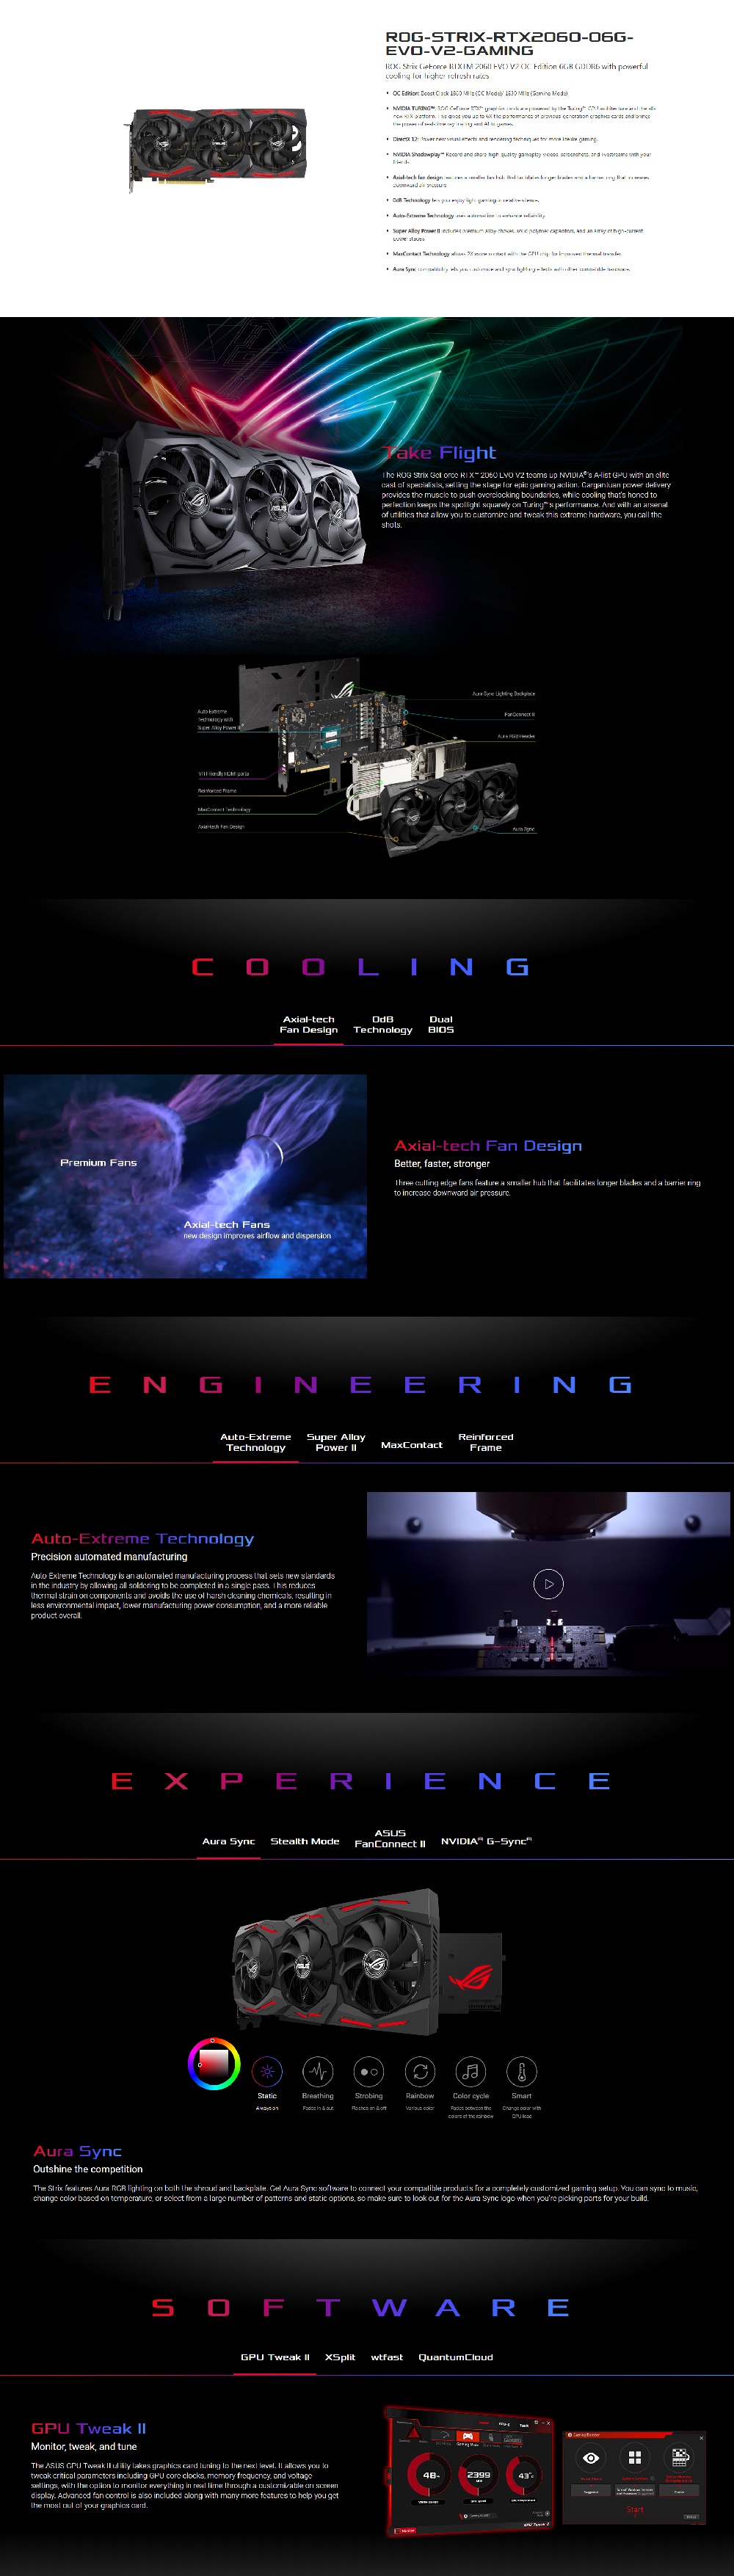 ROG-STRIX-RTX2060-O6G-
EVO-V2-GAMING
ROG Strix GeForce RTXTM 2060 EVO V2 OC Edition 6GB GDDR6 with powerful
cooling for higher refresh rates
OC Edition: Boost Clock MHz (OC Mode)/ MHz (Gaming Mode)
NVIDIA TURING™: ROG GeForce RTX™ graphics cards are powered by the Turing™ GPU architecture and the all-
new RTX platform. This gives you up to 6X the performance of previous-generation graphics cards and brings
the power of real-time ray tracing and AI to games.
DirectX 12: Power new visual effects and rendering techniques for more lifelike gaming.
NVIDIA Shadowplay™ Record and share high-quality gameplay videos, screenshots, and livestreams with your
friends.
Axial-tech fan design features a smaller fan hub that facilitates longer blades and a barrier ring that increases
downward air pressure.
0dB Technology lets you enjoy light gaming in relative silence.
Auto-Extreme Technology uses automation to enhance reliability.
Super Alloy Power II includes premium alloy chokes, solid polymer capacitors, and an array of high-current
power stages.
MaxContact Technology allows 2X more contact with the GPU chip for improved thermal transfer.
Aura Sync compatibility lets you customize and sync lighting effects with other compatible hardware.
Take Flight
The ROG Strix GeForce RTX™ 2060 EVO V2 teams up NVIDIA®'s A-list GPU with an elite
cast of specialists, setting the stage for epic gaming action. Gargantuan power delivery
provides the muscle to push overclocking boundaries, while cooling that's honed to
perfection keeps the spotlight squarely on Turing™'s performance. And with an arsenal
of utilities that allow you to customize and tweak this extreme hardware, you call the
shots.
Aura Sync Lighting Backplate
Auto Extreme
Technology with
Super Alloy Power II
FanConnect II
Aura RGB Header
VR Friendly HDMI ports
Reinforced Frame
MaxContact Technology
Axial-tech Fan Design
Aura Sync
COOLING
Axial-tech
Fan Design
0dB
Technology
Dual
BIOS
Premium Fans
Axial-tech Fans
new design improves airflow and dispersion
Axial-tech Fan Design
Better, faster, stronger
Three cutting edge fans feature a smaller hub that facilitates longer blades and a barrier ring
to increase downward air pressure.
ENGINEERING
Auto-Extreme
Technology
Super Alloy
Power II
MaxContact
Reinforced
Frame
Auto-Extreme Technology
Precision automated manufacturing
Auto-Extreme Technology is an automated manufacturing process that sets new standards
in the industry by allowing all soldering to be completed in a single pass. This reduces
thermal strain on components and avoids the use of harsh cleaning chemicals, resulting in
less environmental impact, lower manufacturing power consumption, and a more reliable
product overall.
EXPERIENCE
Aura Sync
Stealth Mode
ASUS
FanConnect II
NVIDIA® G-Sync®
ASUS
Static
Always on
Breathing
Fades in & out
Strobing
Flashes on & off
Rainbow
Various color
Color cycle
Fades between the
colors of the rainbow
Smart
Change color with
GPU load
Aura Sync
Outshine the competition
The Strix features Aura RGB lighting on both the shroud and backplate. Get Aura Sync software to connect your compatible products for a completely customized gaming setup. You can sync to music,
change color based on temperature, or select from a large number of patterns and static options, so make sure to look out for the Aura Sync logo when you're picking parts for your build.
SOFTWARE
GPU Tweak II
XSplit
wtfast
QuantumCloud
GPU Tweak II
Monitor, tweak, and tune
The ASUS GPU Tweak II utility takes graphics card tuning to the next level. It allows you to
tweak critical parameters including GPU core clocks, memory frequency, and voltage
settings, with the option to monitor everything in real time through a customizable on screen
display. Advanced fan control is also included along with many more features to help you get
the most out of your graphics card.
Gaming Mode
48
2399
43
GPU Tweak II
Gaming Booster
Start